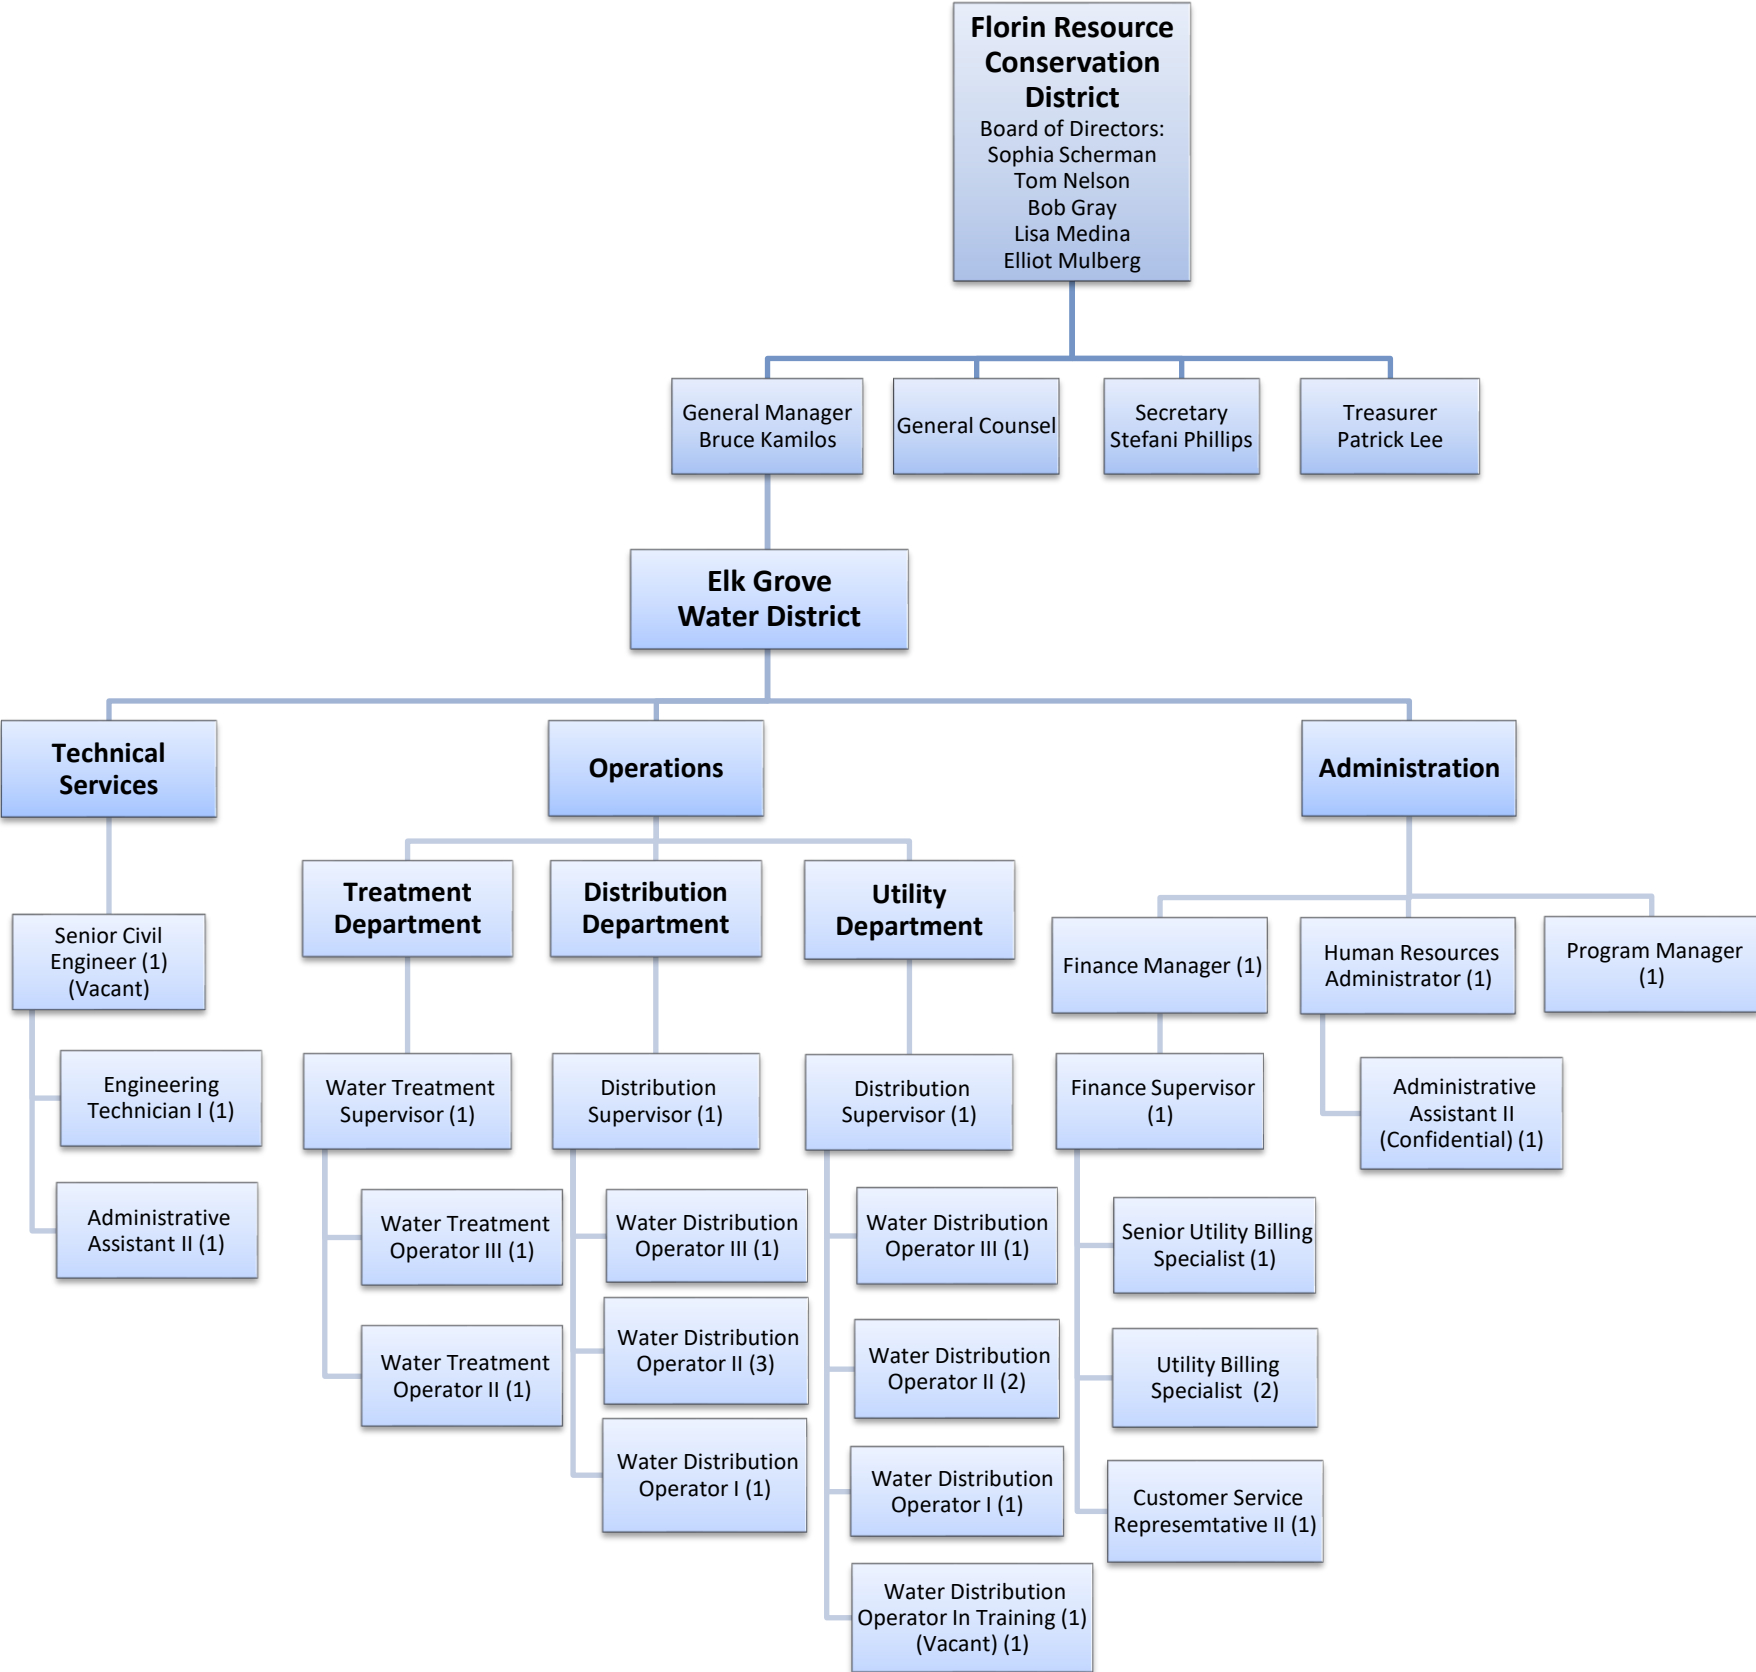 Florin Resource
Conservation
District
Board of Directors:
Sophia Scherman
Tom Nelson
Bob Gray
Lisa Medina
Elliot Mulberg
General Manager
Bruce Kamilos
General Counsel
Secretary
Stefani Phillips
Treasurer
Patrick Lee
Elk Grove
Water District
Technical
Services
Operations
Administration
Treatment
Department
Distribution
Department
Utility
Department
Senior Civil
Engineer (1)
(Vacant)
Finance Manager (1)
Human Resources
Administrator (1)
Program Manager
(1)
Engineering
Technician I (1)
Administrative
Assistant II (1)
Water Treatment
Supervisor (1)
Water Treatment
Operator III (1)
Water Treatment
Operator II (1)
Distribution
Supervisor (1)
Water Distribution
Operator III (1)
Water Distribution
Operator II (3)
Water Distribution
Operator I (1)
Distribution
Supervisor (1)
Water Distribution
Operator III (1)
Water Distribution
Operator II (2)
Water Distribution
Operator I (1)
Water Distribution
Operator In Training (1)
(Vacant) (1)
Finance Supervisor
(1)
Senior Utility Billing
Specialist (1)
Utility Billing
Specialist (2)
Customer Service
Represemtative II (1)
Administrative
Assistant II
(Confidential) (1)